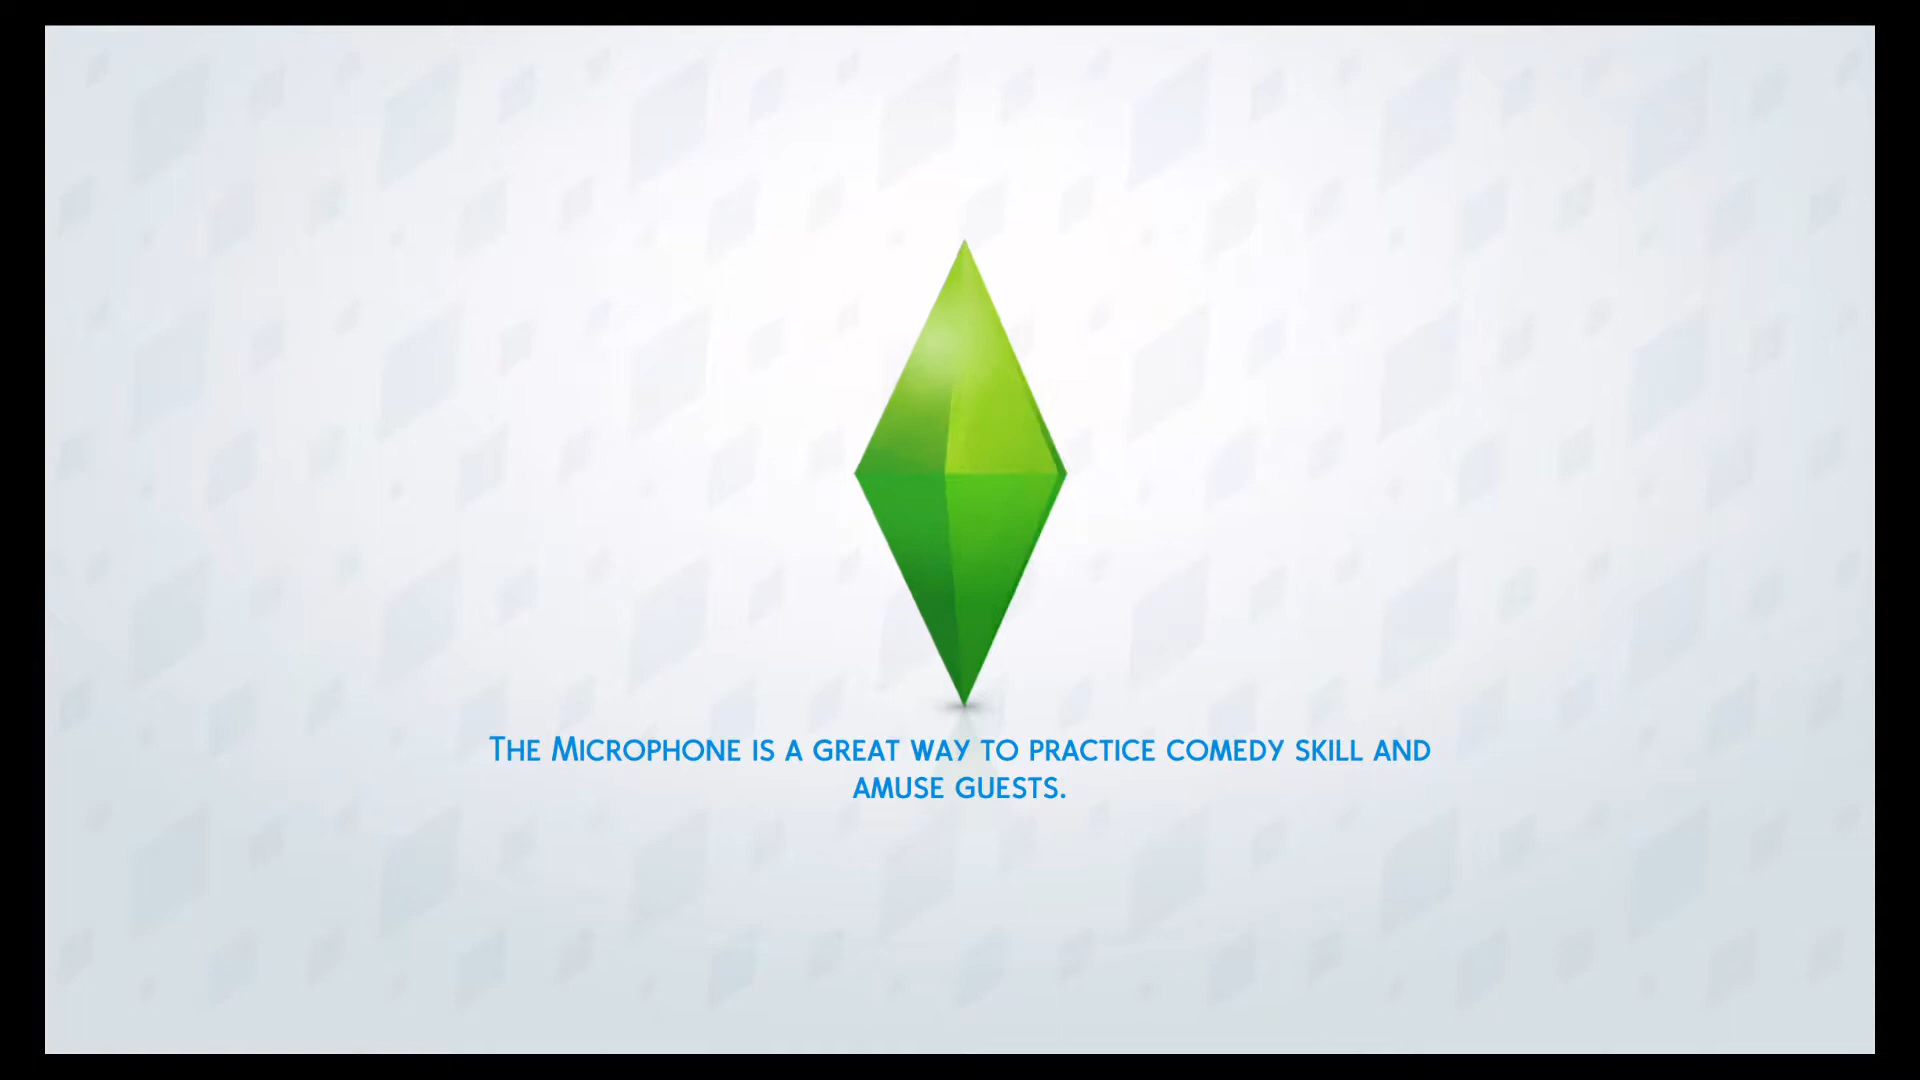 The Microphone is a great way to practice comedy skill and
amuse guests.